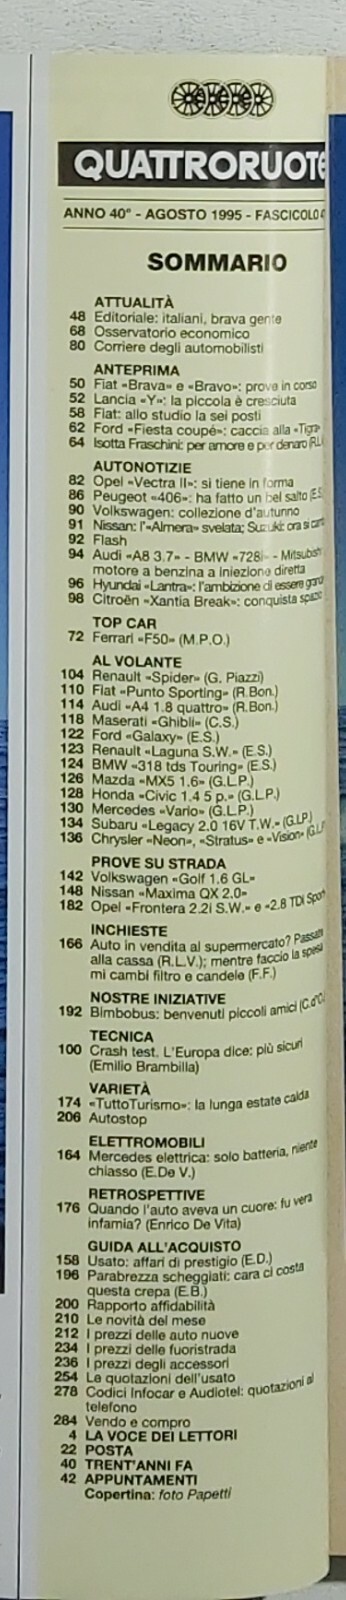 QUATTRORUOTE
ANNO 40° - AGOSTO 1995 - FASCICOLO 4
SOMMARIO
ATTUALITÀ
48 Editoriale: italiani, brava gente
68 Osservatorio economico
80 Corriere degli automobilisti
ANTEPRIMA
50 Fiat «Brava» e «Bravo»: prove in corso
52 Lancia «Y»: la piccola è cresciuta
58 Fiat: allo studio la sei posti
62 Ford «Fiesta coupé»: caccia alla «Tigra»
64 Isotta Fraschini: per amore e per denaro (R.L.
AUTONOTIZIE
82 Opel «Vectra II»: si tiene in forma
86 Peugeot «406»: ha fatto un bel salto (E.S.
90 Volkswagen: collezione d'autunno
91 Nissan: l'«Almera» svelata; Suzuki: ora si
92 Flash
94 Audi «A8 3.7» - BMW «728i» - Mitsubishi
motore a benzina a iniezione diretta
96 Hyundai «Lantra»: l'ambizione di essere grande
98 Citroën «Xantia Break»: conquista spazio
TOP CAR
72 Ferrari «F50» (M.P.O.)
AL VOLANTE
104 Renault «Spider» (G. Piazzi)
110 Fiat «Punto Sporting» (R.Bon.)
114 Audi «A4 1.8 quattro» (R.Bon.)
118 Maserati «Ghibli» (C.S.)
122 Ford «Galaxy» (E.S.)
123 Renault «Laguna S.W.» (E.S.)
124 BMW «318 tds Touring» (E.S.)
126 Mazda «MX5 1.6» (G.L.P.)
128 Honda «Civic 1.4 5 p.» (G.L.P.)
130 Mercedes «Vario» (G.L.P.)
134 Subaru «Legacy 2.0 16V T.W.» (G.L.P.)
136 Chrysler «Neon», «Stratus» e «Vision» (G.L.P
PROVE SU STRADA
142 Volkswagen «Golf 1.6 GL»
148 Nissan «Maxima QX 2.0»
182 Opel «Frontera 2.2i S.W.» e «2.8 TDi Sport»
INCHIESTE
166 Auto in vendita al supermercato? Passate
alla cassa (R.L.V.); mentre faccio la spesa
mi cambi filtro e candele (F.F.)
NOSTRE INIZIATIVE
192 Bimbobus: benvenuti piccoli amici (C.d'C.
TECNICA
100 Crash test. L'Europa dice: più sicuri
(Emilio Brambilla)
VARIETÀ
174 «TuttoTurismo»: la lunga estate calda
206 Autostop
ELETTROMOBILI
164 Mercedes elettrica: solo batteria, niente
chiasso (E.De V.)
RETROSPETTIVE
176 Quando l'auto aveva un cuore: fu vera
infamia? (Enrico De Vita)
GUIDA ALL'ACQUISTO
158 Usato: affari di prestigio (E.D.)
196 Parabrezza scheggiati: cara ci costa
questa crepa (E.B.)
200 Rapporto affidabilità
210 Le novità del mese
212 I prezzi delle auto nuove
234 I prezzi delle fuoristrada
236 I prezzi degli accessori
254 Le quotazioni dell'usato
278 Codici Infocar e Audiotel: quotazioni al
telefono
284 Vendo e compro
4 LA VOCE DEI LETTORI
22 POSTA
40 TRENT'ANNI FA
42 APPUNTAMENTI
Copertina: foto Papetti